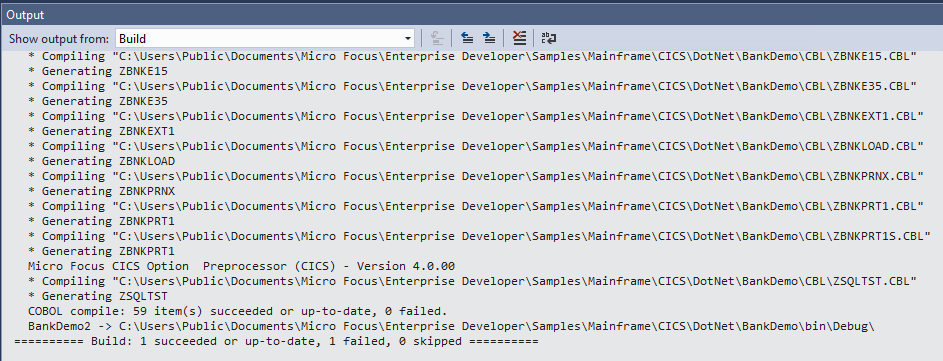 Output
Show output from: Build
* Compiling "C:\Users\Public\Documents\Micro Focus\Enterprise Developer\Samples\Mainframe\CICS\DotNet\BankDemo\CBL\ZBNKE15.CBL"
* Generating ZBNKE15
* Compiling "C:\Users\Public\Documents\Micro Focus\Enterprise Developer\Samples\Mainframe\CICS\DotNet\BankDemo\CBL\ZBNKE35.CBL"
* Generating ZBNKE35
* Compiling "C:\Users\Public\Documents\Micro Focus\Enterprise Developer\Samples\Mainframe\CICS\DotNet\BankDemo\CBL\ZBNKEXT1.CBL"
* Generating ZBNKEXT1
* Compiling "C:\Users\Public\Documents\Micro Focus\Enterprise Developer\Samples\Mainframe\CICS\DotNet\BankDemo\CBL\ZBNKLOAD.CBL"
* Generating ZBNKLOAD
* Compiling "C:\Users\Public\Documents\Micro Focus\Enterprise Developer\Samples\Mainframe\CICS\DotNet\BankDemo\CBL\ZBNKPRNX.CBL"
* Generating ZBNKPRNX
* Compiling "C:\Users\Public\Documents\Micro Focus\Enterprise Developer\Samples\Mainframe\CICS\DotNet\BankDemo\CBL\ZBNKPRT1.CBL"
* Generating ZBNKPRT1
* Compiling "C:\Users\Public\Documents\Micro Focus\Enterprise Developer\Samples\Mainframe\CICS\DotNet\BankDemo\CBL\ZBNKPRT1S.CBL"
* Generating ZBNKPRT1
Micro Focus CICS Option  Preprocessor (CICS) - Version 4.0.00
* Compiling "C:\Users\Public\Documents\Micro Focus\Enterprise Developer\Samples\Mainframe\CICS\DotNet\BankDemo\CBL\ZSQLTST.CBL"
* Generating ZSQLTST
COBOL compile: 59 item(s) succeeded or up-to-date, 0 failed.
BankDemo2 -> C:\Users\Public\Documents\Micro Focus\Enterprise Developer\Samples\Mainframe\CICS\DotNet\BankDemo\bin\Debug\
========== Build: 1 succeeded or up-to-date, 1 failed, 0 skipped ==========